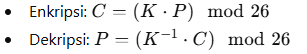 • Enkripsi: C = (K · P) mod 26
• Dekripsi: P = (K⁻¹ · C) mod 26